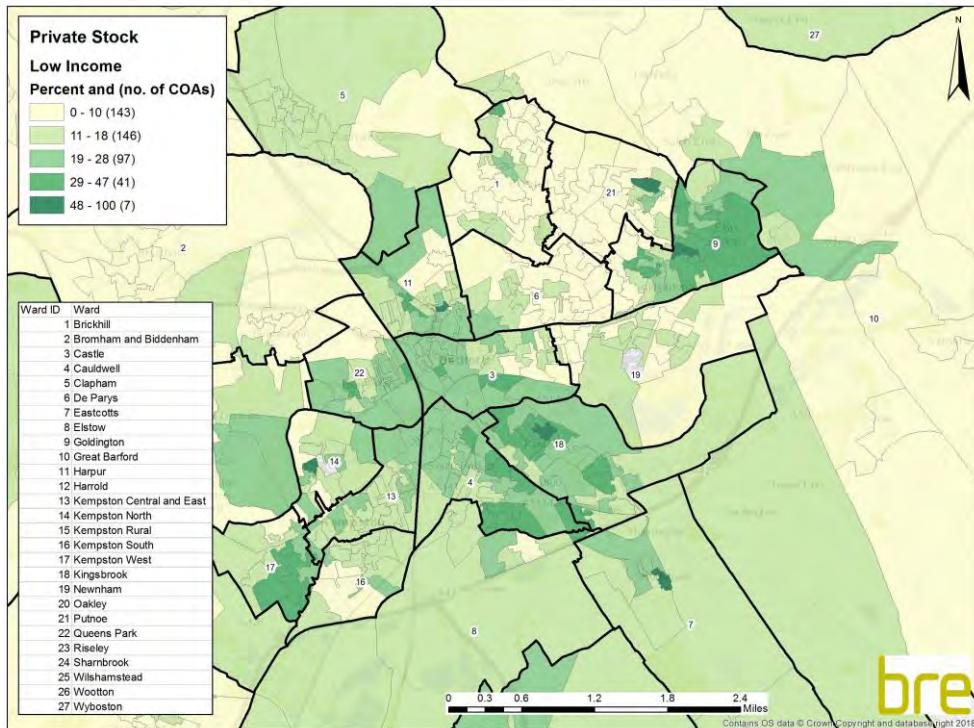 Private Stock
Low Income
Percent and (no. of COAs)
0 - 10 (143)
11 - 18 (146)
19 - 28 (97)
29 - 47 (41)
48 - 100 (7)
N
27
5
1
21
9
2
11
6
10
19
22
3
18
14
13
4
17
16
8
7
Ward ID Ward
1 Brickhill
2 Bromham and Biddenham
3 Castle
4 Cauldwell
5 Clapham
6 De Parys
7 Eastcotts
8 Elstow
9 Goldington
10 Great Barford
11 Harpur
12 Harrold
13 Kempston Central and East
14 Kempston North
15 Kempston Rural
16 Kempston South
17 Kempston West
18 Kingsbrook
19 Newnham
20 Oakley
21 Putnoe
22 Queens Park
23 Riseley
24 Sharnbrook
25 Wilshamstead
26 Wootton
27 Wyboston
0 0.3 0.6 1.2 1.8 2.4
Miles
bre
Contains OS data © Crown Copyright and database right 2018